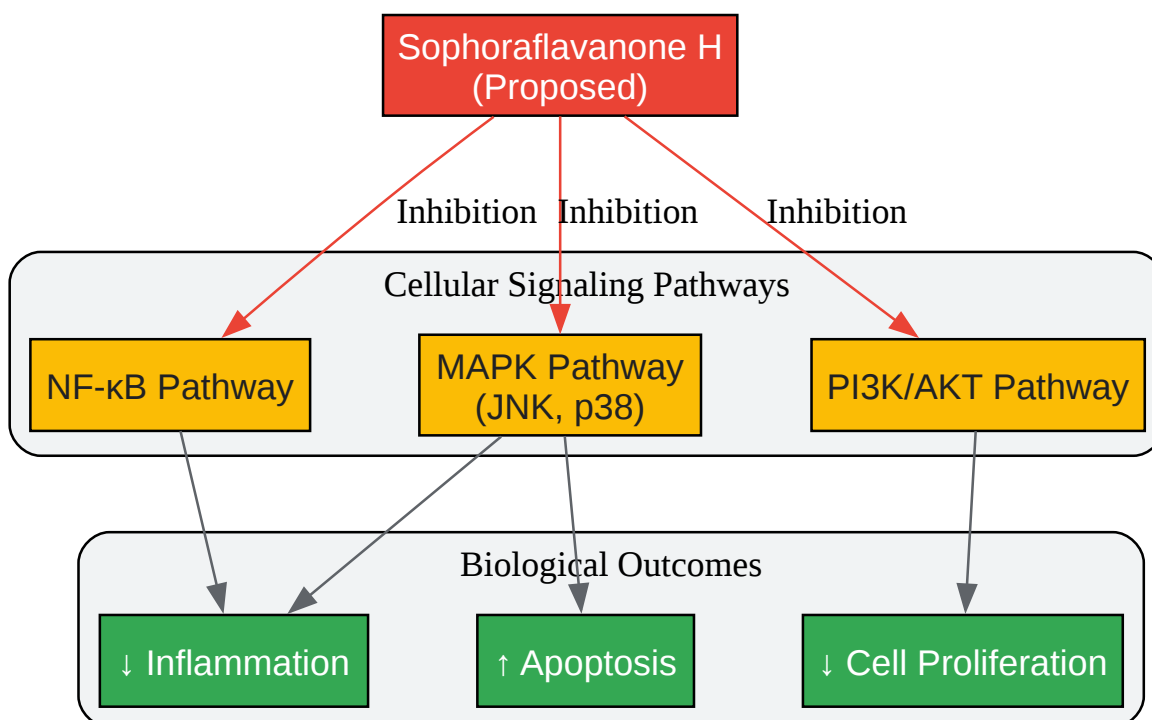 Sophoraflavanone H
(Proposed)
Inhibition
Inhibition
Inhibition
Cellular Signaling Pathways
NF-κB Pathway
MAPK Pathway
(JNK, p38)
PI3K/AKT Pathway
Biological Outcomes
↓ Inflammation
↑ Apoptosis
↓ Cell Proliferation